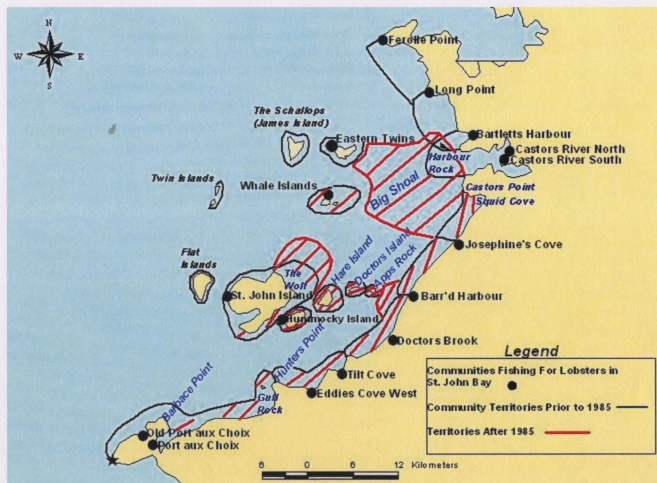 N
W E
S
Ferolle Point
Long Point
The Schallops
(James Island)
Eastern Twins
Bartletts Harbour
Castors River North
Castors River South
Harbour
Rock
Twin Islands
Whale Islands
Big Shoal
Castors Point
Squid Cove
Josephine's Cove
Flat
Islands
The
Wolf
Hare Island
Doctors Island
Apps Rock
St. John Island
Barr'd Harbour
Hummocky Island
Hunters Point
Doctors Brook
Barbace Point
Gull
Rock
Tilt Cove
Eddies Cove West
Old Port aux Choix
Port aux Choix
Legend
Communities Fishing For Lobsters in
St. John Bay
Community Territories Prior to 1985
Territories After 1985
6 0 6 12 Kilometers